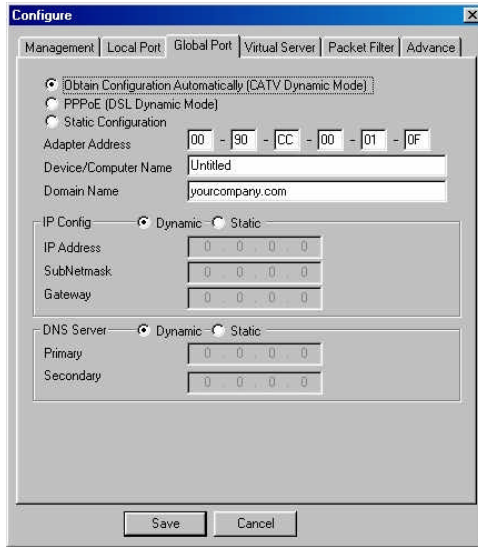 Configure
Management Local Port Global Port Virtual Server Packet Filter Advance
Obtain Configuration Automatically (CATV Dynamic Mode)
PPPoE (DSL Dynamic Mode)
Static Configuration
Adapter Address 00 - 90 - CC - 00 - 01 - 0F
Device/Computer Name Untitled
Domain Name yourcompany.com
IP Config Dynamic Static
IP Address 0 . 0 . 0 . 0
SubNetmask 0 . 0 . 0 . 0
Gateway 0 . 0 . 0 . 0
DNS Server Dynamic Static
Primary 0 . 0 . 0 . 0
Secondary 0 . 0 . 0 . 0
Save Cancel